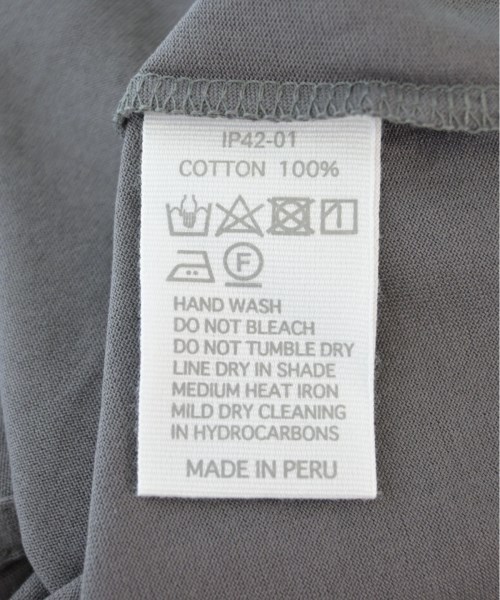 IP42-01
COTTON 100%
F
HAND WASH
DO NOT BLEACH
DO NOT TUMBLE DRY
LINE DRY IN SHADE
MEDIUM HEAT IRON
MILD DRY CLEANING
IN HYDROCARBONS
MADE IN PERU